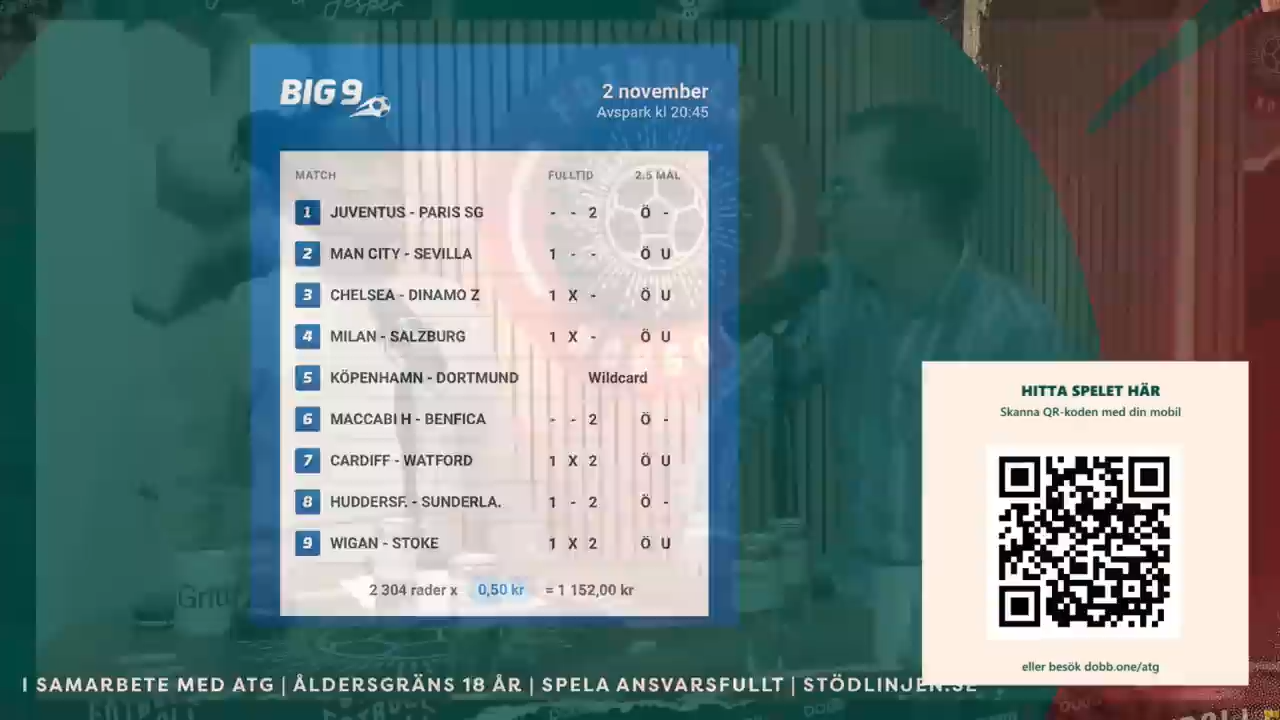 BIG 9
2 november
Avspark kl 20:45
MATCH FULLTID 2.5 MÅL
1 JUVENTUS - PARIS SG - - 2 Ö -
2 MAN CITY - SEVILLA 1 - - Ö U
3 CHELSEA - DINAMO Z 1 X - Ö U
4 MILAN - SALZBURG 1 X - Ö U
5 KÖPENHAMN - DORTMUND Wildcard
6 MACCABI H - BENFICA - - 2 Ö -
7 CARDIFF - WATFORD 1 X 2 Ö U
8 HUDDERSF. - SUNDERLA. 1 - 2 Ö -
9 WIGAN - STOKE 1 X 2 Ö U
2 304 rader x 0,50 kr = 1 152,00 kr
HITTA SPELET HÄR
Skanna QR-koden med din mobil
eller besök dobb.one/atg
I SAMARBETE MED ATG | ÅLDERSGRÄNS 18 ÅR | SPELA ANSVARSFULLT | STÖDLINJEN.SE